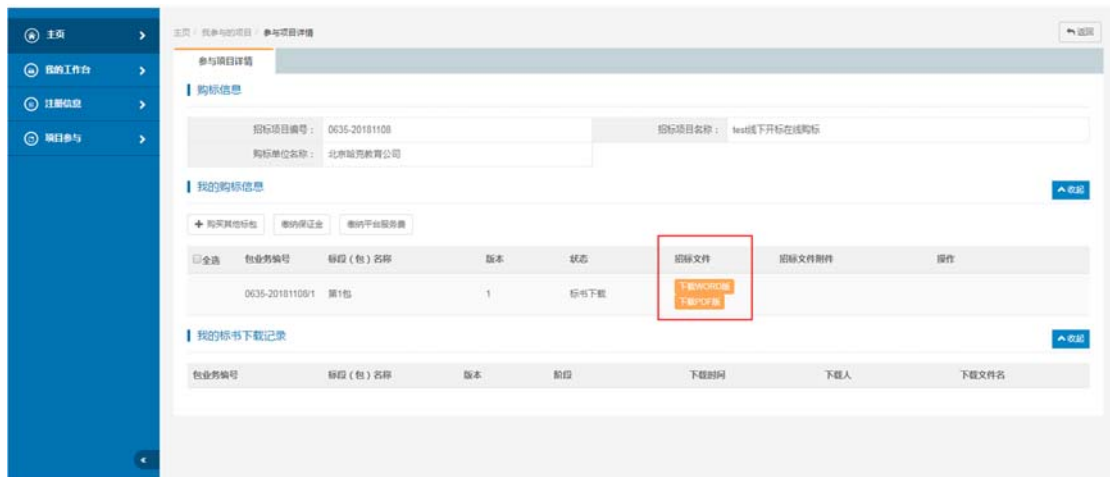 主页
我的工作台
注册信息
项目参与
主页 / 我参与的项目 / 参与项目详情
返回
参与项目详情
购标信息
招标项目编号： 0635-20181108 招标项目名称： test线下开标在线购标
购标单位名称： 北京哈克教育公司
我的购标信息
收起
购买其他标包 缴纳保证金 缴纳平台服务费
全选 包业务编号 标段（包）名称 版本 状态 招标文件 招标文件附件 操作
0635-20181108/1 第1包 1 标书下载 下载WORD版
下载PDF版
我的标书下载记录
收起
包业务编号 标段（包）名称 版本 阶段 下载时间 下载人 下载文件名